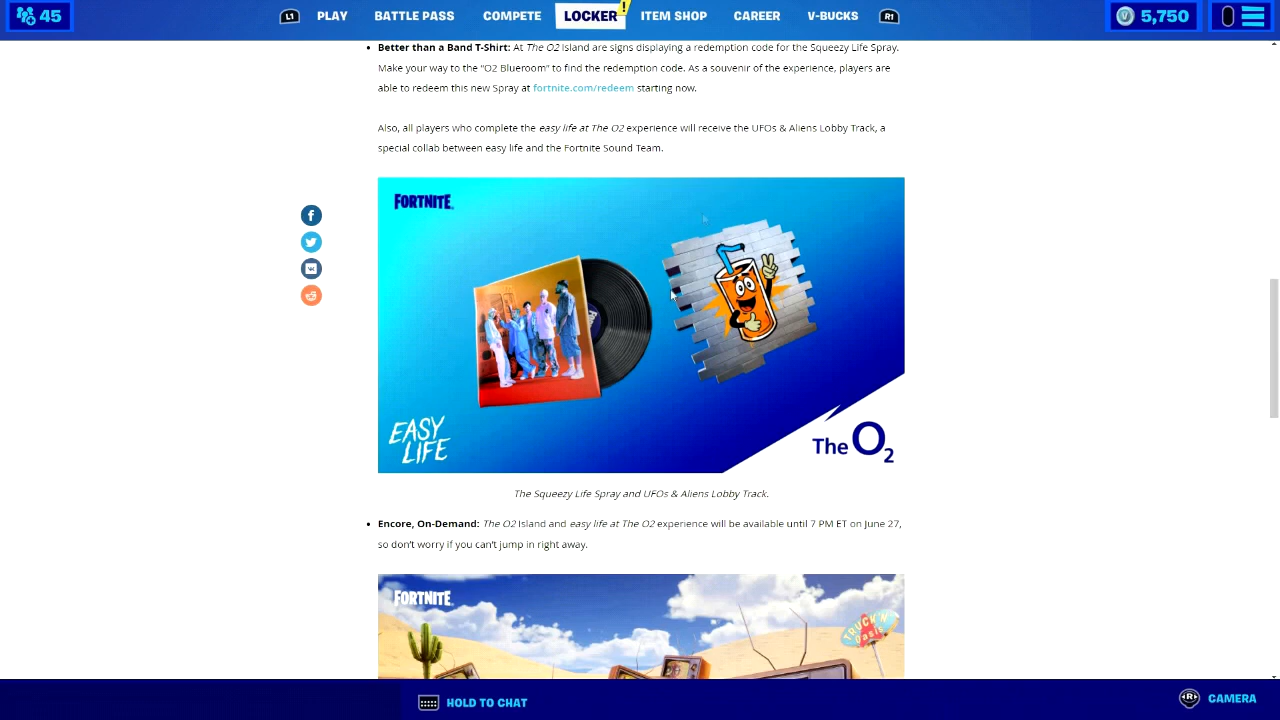 45
L1
PLAY
BATTLE PASS
COMPETE
LOCKER
!
ITEM SHOP
CAREER
V-BUCKS
R1
V
5,750
• Better than a Band T-Shirt: At The O2 Island are signs displaying a redemption code for the Squeezy Life Spray.
Make your way to the "O2 Blueroom" to find the redemption code. As a souvenir of the experience, players are
able to redeem this new Spray at fortnite.com/redeem starting now.
Also, all players who complete the easy life at The O2 experience will receive the UFOs & Aliens Lobby Track, a
special collab between easy life and the Fortnite Sound Team.
FORTNITE
EASY
LIFE
The O2
The Squeezy Life Spray and UFOs & Aliens Lobby Track.
• Encore, On-Demand: The O2 Island and easy life at The O2 experience will be available until 7 PM ET on June 27,
so don't worry if you can't jump in right away.
FORTNITE
TRUCK'N
Oasis
HOLD TO CHAT
R
CAMERA